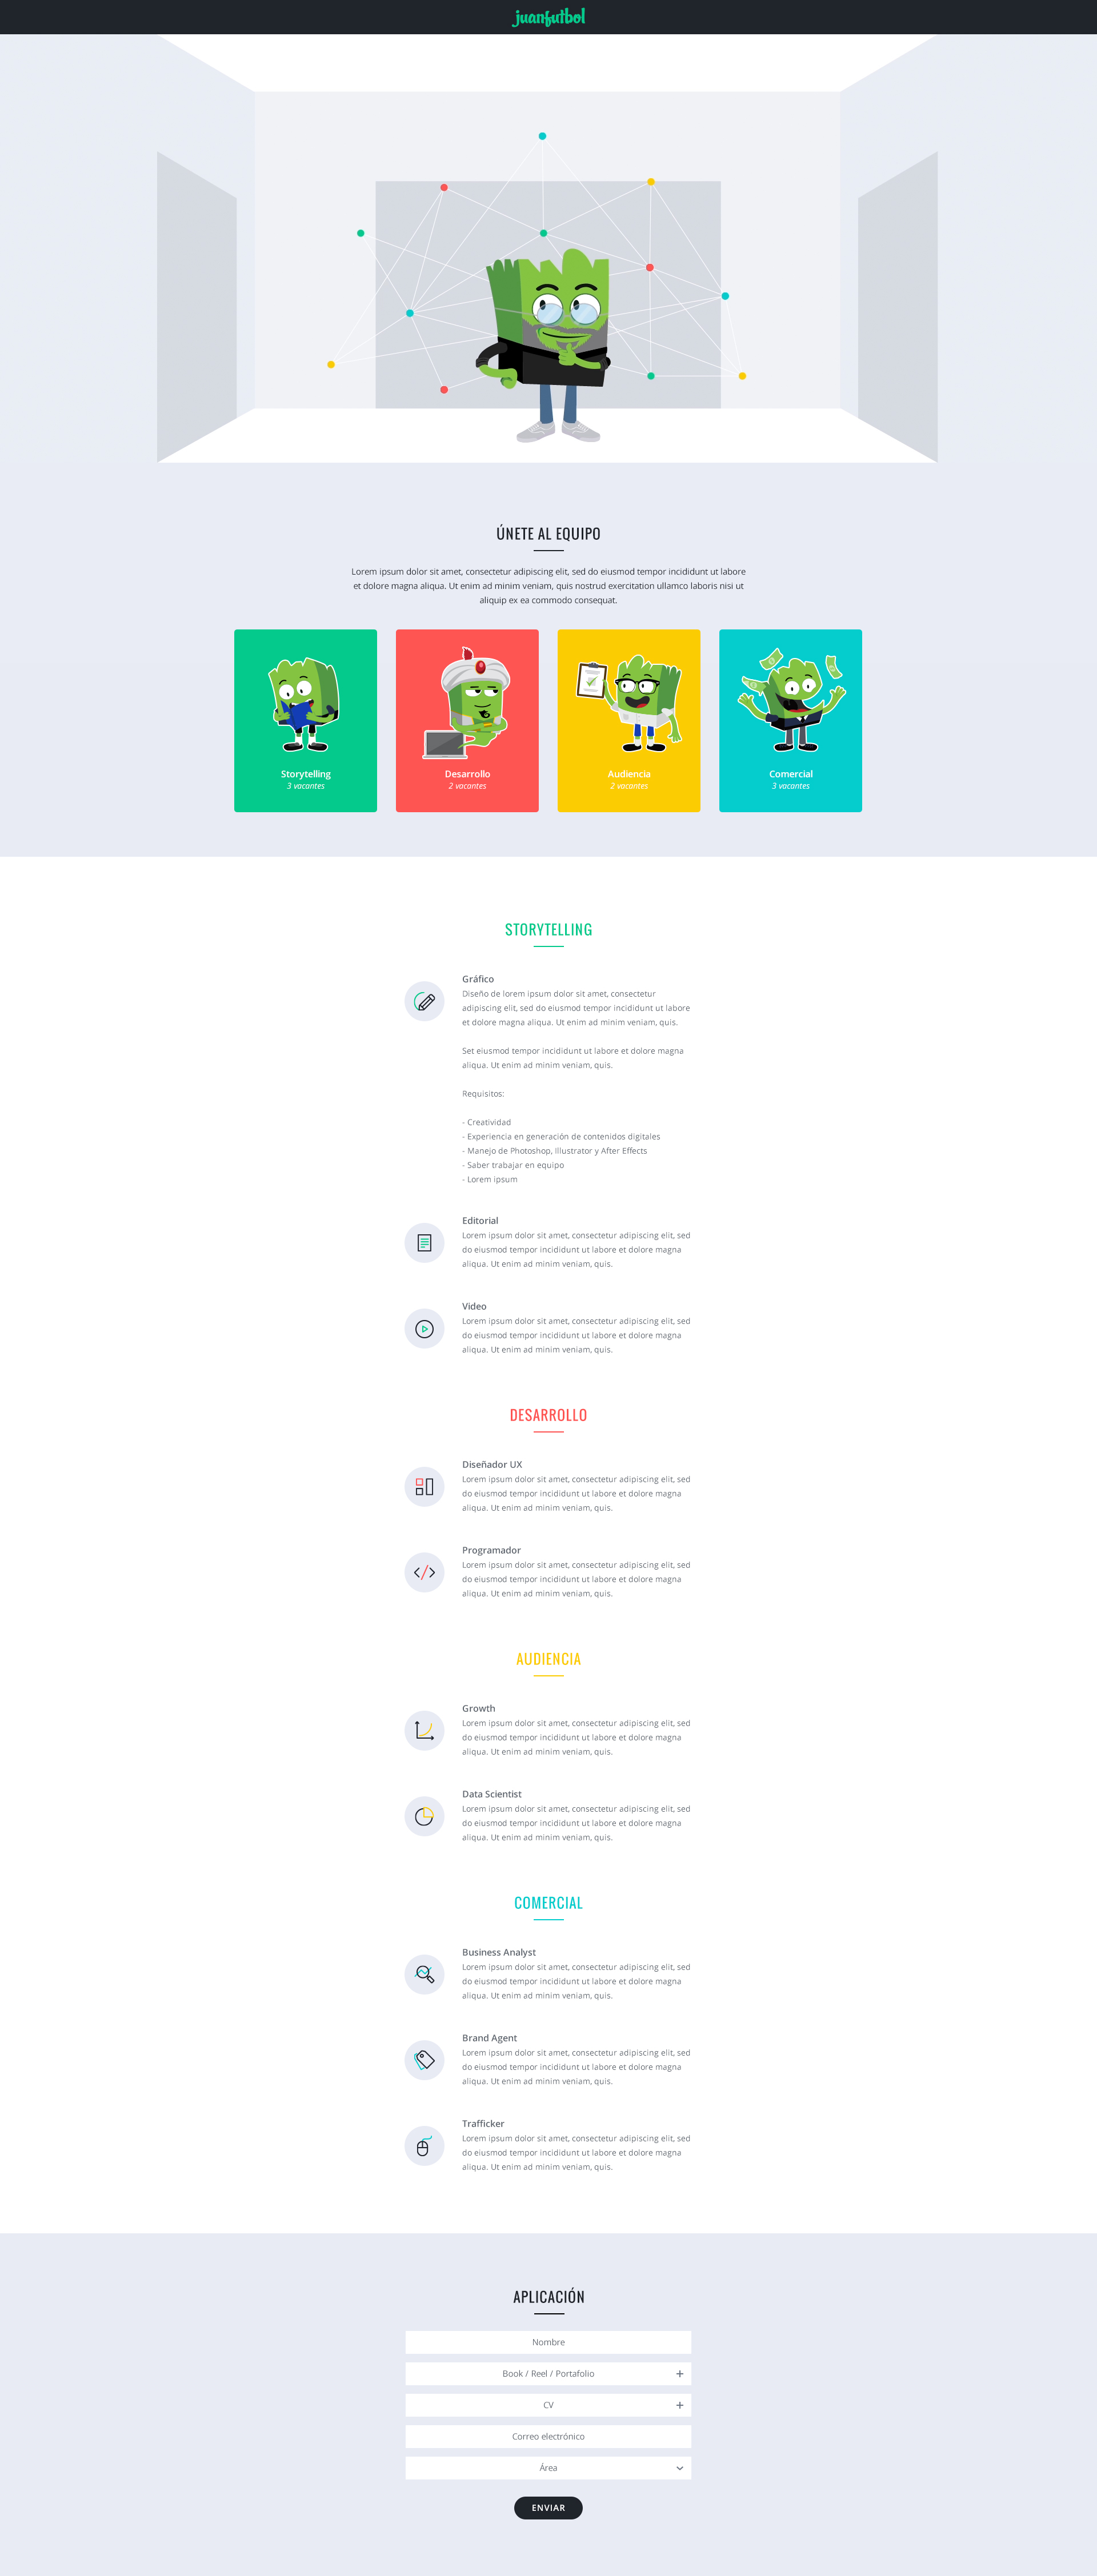 juanfutbol
ÚNETE AL EQUIPO
Lorem ipsum dolor sit amet, consectetur adipiscing elit, sed do eiusmod tempor incididunt ut labore
et dolore magna aliqua. Ut enim ad minim veniam, quis nostrud exercitation ullamco laboris nisi ut
aliquip ex ea commodo consequat.
Storytelling
3 vacantes
Desarrollo
2 vacantes
Audiencia
2 vacantes
Comercial
3 vacantes
STORYTELLING
Gráfico
Diseño de lorem ipsum dolor sit amet, consectetur
adipiscing elit, sed do eiusmod tempor incididunt ut labore
et dolore magna aliqua. Ut enim ad minim veniam, quis.
Set eiusmod tempor incididunt ut labore et dolore magna
aliqua. Ut enim ad minim veniam, quis.
Requisitos:
- Creatividad
- Experiencia en generación de contenidos digitales
- Manejo de Photoshop, Illustrator y After Effects
- Saber trabajar en equipo
- Lorem ipsum
Editorial
Lorem ipsum dolor sit amet, consectetur adipiscing elit, sed
do eiusmod tempor incididunt ut labore et dolore magna
aliqua. Ut enim ad minim veniam, quis.
Video
Lorem ipsum dolor sit amet, consectetur adipiscing elit, sed
do eiusmod tempor incididunt ut labore et dolore magna
aliqua. Ut enim ad minim veniam, quis.
DESARROLLO
Diseñador UX
Lorem ipsum dolor sit amet, consectetur adipiscing elit, sed
do eiusmod tempor incididunt ut labore et dolore magna
aliqua. Ut enim ad minim veniam, quis.
Programador
Lorem ipsum dolor sit amet, consectetur adipiscing elit, sed
do eiusmod tempor incididunt ut labore et dolore magna
aliqua. Ut enim ad minim veniam, quis.
AUDIENCIA
Growth
Lorem ipsum dolor sit amet, consectetur adipiscing elit, sed
do eiusmod tempor incididunt ut labore et dolore magna
aliqua. Ut enim ad minim veniam, quis.
Data Scientist
Lorem ipsum dolor sit amet, consectetur adipiscing elit, sed
do eiusmod tempor incididunt ut labore et dolore magna
aliqua. Ut enim ad minim veniam, quis.
COMERCIAL
Business Analyst
Lorem ipsum dolor sit amet, consectetur adipiscing elit, sed
do eiusmod tempor incididunt ut labore et dolore magna
aliqua. Ut enim ad minim veniam, quis.
Brand Agent
Lorem ipsum dolor sit amet, consectetur adipiscing elit, sed
do eiusmod tempor incididunt ut labore et dolore magna
aliqua. Ut enim ad minim veniam, quis.
Trafficker
Lorem ipsum dolor sit amet, consectetur adipiscing elit, sed
do eiusmod tempor incididunt ut labore et dolore magna
aliqua. Ut enim ad minim veniam, quis.
APLICACIÓN
Nombre
Book / Reel / Portafolio
CV
Correo electrónico
Área
ENVIAR